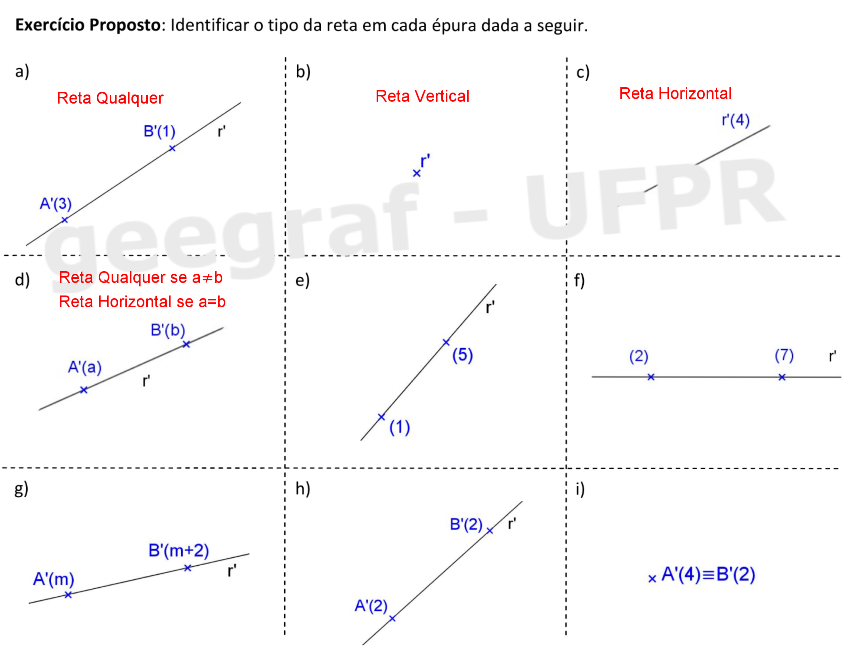 Exercício Proposto: Identificar o tipo da reta em cada épura dada a seguir.
a)
Reta Qualquer
B'(1)
r'
A'(3)
b)
Reta Vertical
r'
c)
Reta Horizontal
r'(4)
geegraf - UFPR
d)
Reta Qualquer se a≠b
Reta Horizontal se a=b
B'(b)
A'(a)
r'
e)
r'
(5)
(1)
f)
(2)
(7)
r'
g)
B'(m+2)
A'(m)
r'
h)
B'(2)
r'
A'(2)
i)
A'(4)≡B'(2)